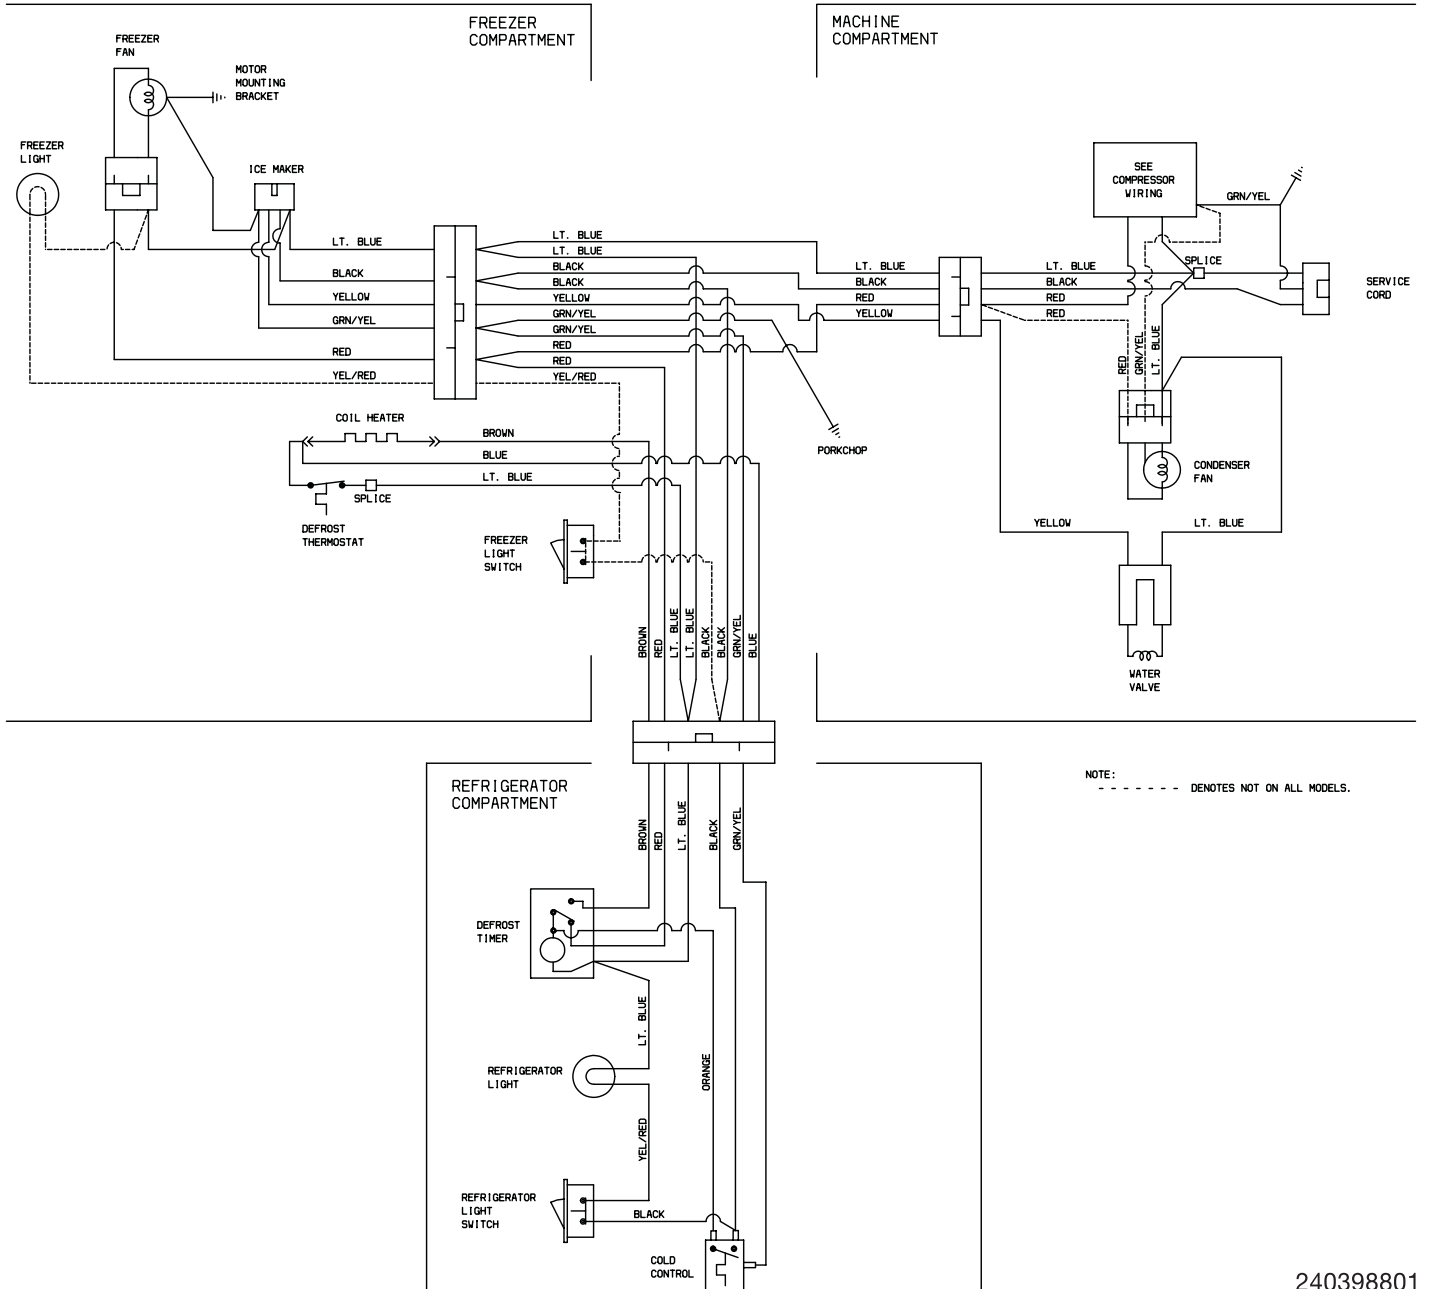 FREEZER
COMPARTMENT
MACHINE
COMPARTMENT
FREEZER
FAN
MOTOR
MOUNTING
BRACKET
FREEZER
LIGHT
ICE MAKER
SEE
COMPRESSOR
WIRING
GRN/YEL
LT. BLUE
BLACK
YELLOW
GRN/YEL
RED
YEL/RED
LT. BLUE
LT. BLUE
BLACK
BLACK
YELLOW
GRN/YEL
GRN/YEL
RED
RED
YEL/RED
LT. BLUE
BLACK
RED
YELLOW
LT. BLUE
BLACK
RED
RED
SPLICE
SERVICE
CORD
RED
GRN/YEL
LT. BLUE
COIL HEATER
BROWN
BLUE
LT. BLUE
SPLICE
DEFROST
THERMOSTAT
PORKCHOP
CONDENSER
FAN
FREEZER
LIGHT
SWITCH
YELLOW
LT. BLUE
WATER
VALVE
BROWN
RED
LT. BLUE
LT. BLUE
BLACK
BLACK
GRN/YEL
BLUE
REFRIGERATOR
COMPARTMENT
NOTE:
- - - - - - - DENOTES NOT ON ALL MODELS.
BROWN
RED
LT. BLUE
BLACK
GRN/YEL
DEFROST
TIMER
LT. BLUE
REFRIGERATOR
LIGHT
ORANGE
YEL/RED
REFRIGERATOR
LIGHT
SWITCH
BLACK
COLD
CONTROL
240398801